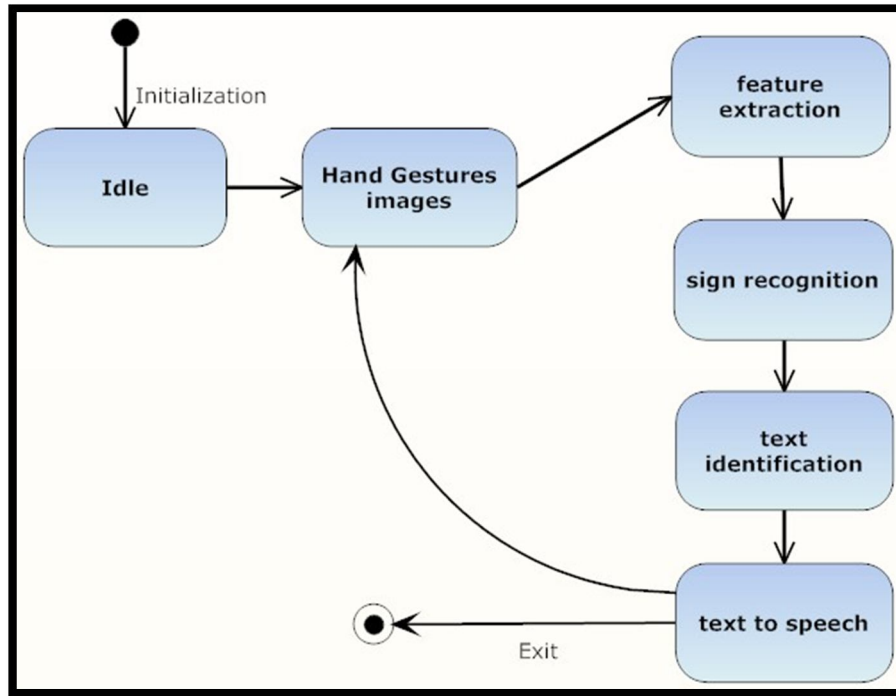 Initialization
Idle
Hand Gestures
images
feature
extraction
sign recognition
text
identification
text to speech
Exit